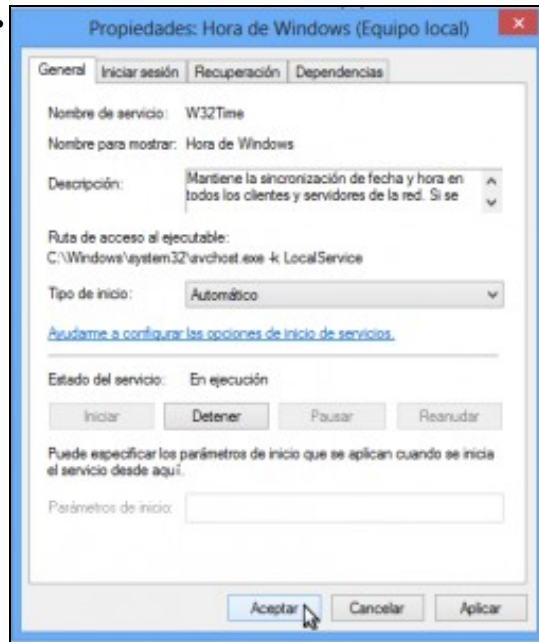 Propiedades: Hora de Windows (Equipo local)
General Iniciar sesión Recuperación Dependencias
Nombre de servicio: W32Time
Nombre para mostrar: Hora de Windows
Descripción: Mantiene la sincronización de fecha y hora en
todos los clientes y servidores de la red. Si se
Ruta de acceso al ejecutable:
C:\Windows\system32\svchost.exe -k LocalService
Tipo de inicio: Automático
Ayudarme a configurar las opciones de inicio de servicios.
Estado del servicio: En ejecución
Iniciar Detener Pausar Reanudar
Puede especificar los parámetros de inicio que se aplican cuando se inicia
el servicio desde aquí.
Parámetros de inicio:
Aceptar Cancelar Aplicar